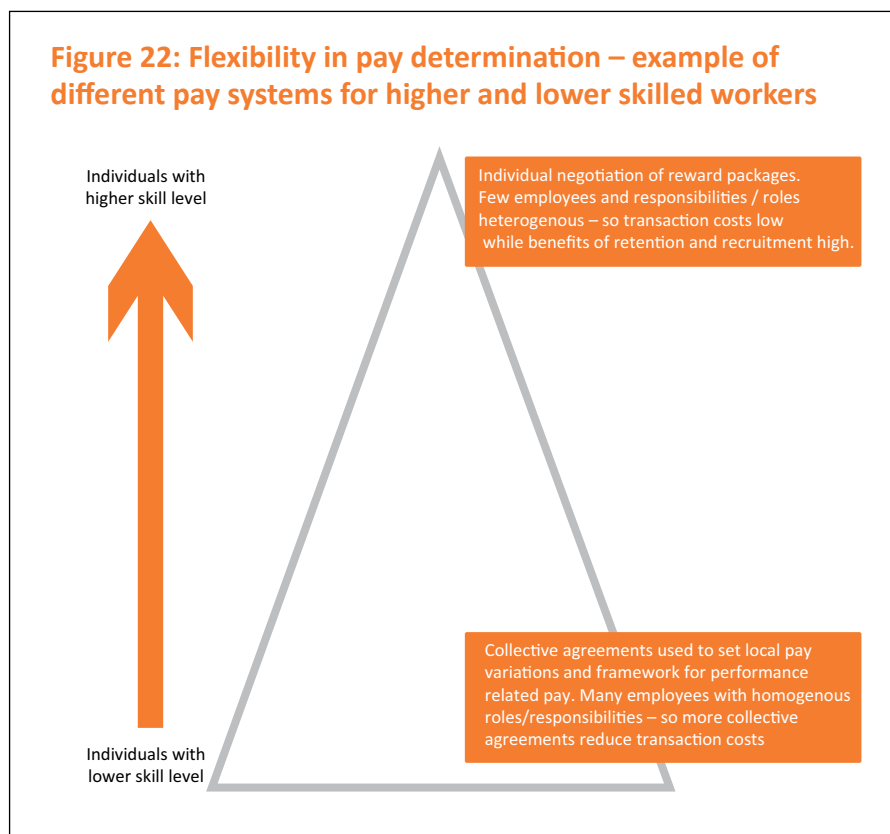 Figure 22: Flexibility in pay determination – example of
different pay systems for higher and lower skilled workers
Individuals with
higher skill level
Individual negotiation of reward packages.
Few employees and responsibilities / roles
heterogenous – so transaction costs low
while benefits of retention and recruitment high.
Collective agreements used to set local pay
variations and framework for performance
related pay. Many employees with homogenous
roles/responsibilities – so more collective
agreements reduce transaction costs
Individuals with
lower skill level